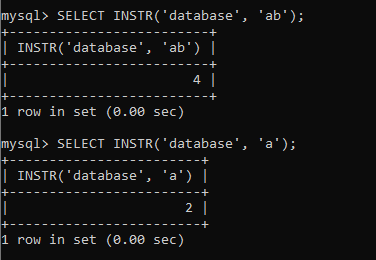 mysql> SELECT INSTR('database', 'ab');
+-------------------------+
| INSTR('database', 'ab') |
+-------------------------+
|                       4 |
+-------------------------+
1 row in set (0.00 sec)

mysql> SELECT INSTR('database', 'a');
+------------------------+
| INSTR('database', 'a') |
+------------------------+
|                      2 |
+------------------------+
1 row in set (0.00 sec)